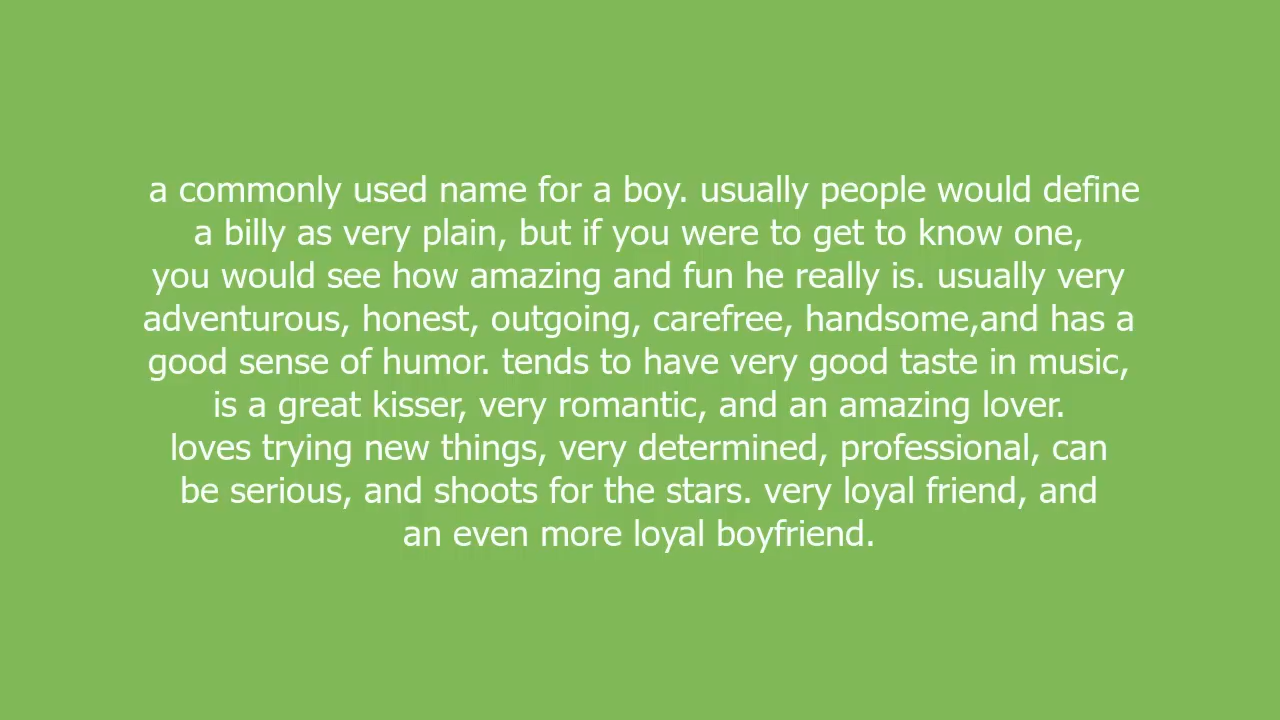 a commonly used name for a boy. usually people would define
a billy as very plain, but if you were to get to know one,
you would see how amazing and fun he really is. usually very
adventurous, honest, outgoing, carefree, handsome,and has a
good sense of humor. tends to have very good taste in music,
is a great kisser, very romantic, and an amazing lover.
loves trying new things, very determined, professional, can
be serious, and shoots for the stars. very loyal friend, and
an even more loyal boyfriend.